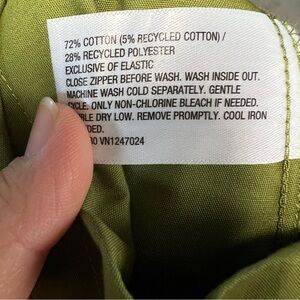 72% COTTON (5% RECYCLED COTTON) /
28% RECYCLED POLYESTER
EXCLUSIVE OF ELASTIC
CLOSE ZIPPER BEFORE WASH. WASH INSIDE OUT.
MACHINE WASH COLD SEPARATELY. GENTLE
CYCLE. ONLY NON-CHLORINE BLEACH IF NEEDED.
DRY LOW. REMOVE PROMPTLY. COOL IRON
VN1247024